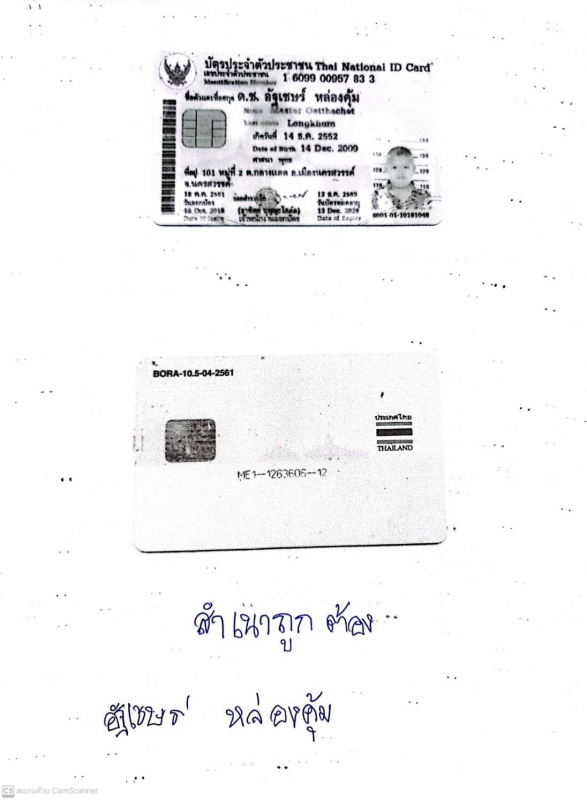 บัตรประจำตัวประชาชน Thai National ID Card
เลขประจำตัวประชาชน
Identification Number
1 6099 00957 83 3
ชื่อตัวและชื่อสกุล ด.ช. อัฐเชษร์ หล่องคุ้ม
Name Master Oatthachet
Last name Longkhum
เกิดวันที่ 14 ธ.ค. 2552
Date of Birth 14 Dec. 2009
ศาสนา พุทธ
ที่อยู่ 101 หมู่ที่ 2 ต.กลางแดด อ.เมืองนครสวรรค์
จ.นครสวรรค์
18 ต.ค. 2561
วันออกบัตร
18 Oct. 2018
Date of Issue
เจ้าพนักงานออกบัตร
13 ธ.ค. 2569
วันบัตรหมดอายุ
13 Dec. 2026
Date of Expiry
6001-01-10181048
BORA-10.5-04-2561
ประเทศไทย
THAILAND
ME1-1263606-12
สำเนาถูกต้อง
อัฐเชษร์ หล่องคุ้ม
CS สแกนด้วย CamScanner